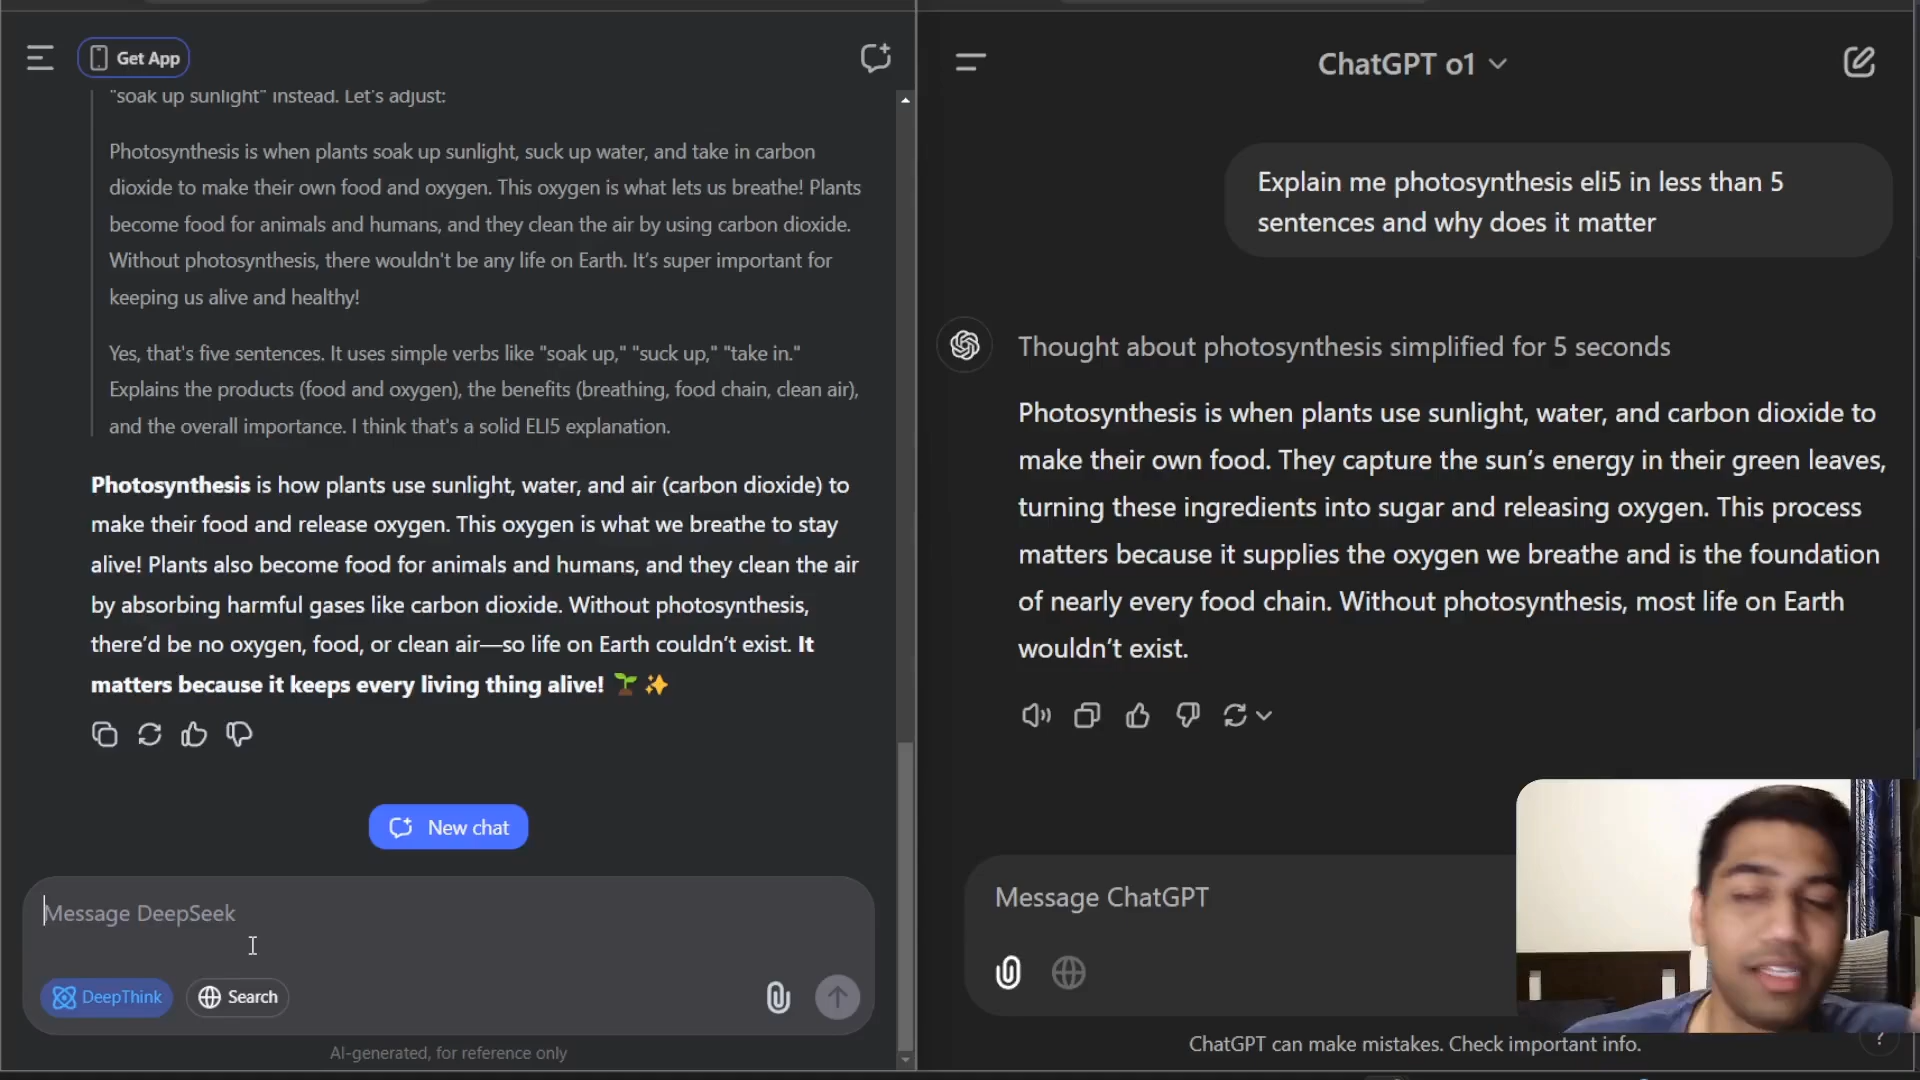 Get App
"soak up sunlight" instead. Let's adjust:
Photosynthesis is when plants soak up sunlight, suck up water, and take in carbon
dioxide to make their own food and oxygen. This oxygen is what lets us breathe! Plants
become food for animals and humans, and they clean the air by using carbon dioxide.
Without photosynthesis, there wouldn't be any life on Earth. It's super important for
keeping us alive and healthy!
Yes, that's five sentences. It uses simple verbs like "soak up," "suck up," "take in."
Explains the products (food and oxygen), the benefits (breathing, food chain, clean air),
and the overall importance. I think that's a solid ELI5 explanation.
Photosynthesis is how plants use sunlight, water, and air (carbon dioxide) to
make their food and release oxygen. This oxygen is what we breathe to stay
alive! Plants also become food for animals and humans, and they clean the air
by absorbing harmful gases like carbon dioxide. Without photosynthesis,
there’d be no oxygen, food, or clean air—so life on Earth couldn’t exist. It
matters because it keeps every living thing alive! 🌱 ✨
New chat
Message DeepSeek
DeepThink
Search
AI-generated, for reference only
ChatGPT o1
Explain me photosynthesis eli5 in less than 5
sentences and why does it matter
Thought about photosynthesis simplified for 5 seconds
Photosynthesis is when plants use sunlight, water, and carbon dioxide to
make their own food. They capture the sun’s energy in their green leaves,
turning these ingredients into sugar and releasing oxygen. This process
matters because it supplies the oxygen we breathe and is the foundation
of nearly every food chain. Without photosynthesis, most life on Earth
wouldn’t exist.
Message ChatGPT
ChatGPT can make mistakes. Check important info.
?